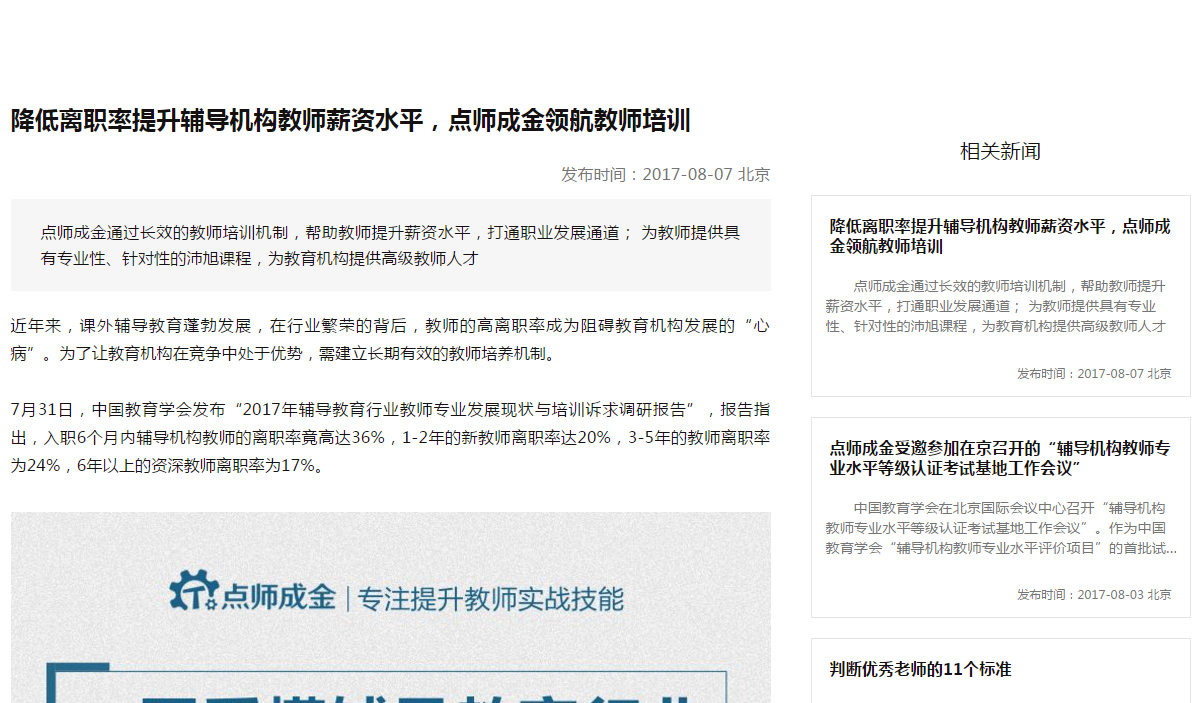 降低离职率提升辅导机构教师薪资水平，点师成金领航教师培训
发布时间：2017-08-07 北京
点师成金通过长效的教师培训机制，帮助教师提升薪资水平，打通职业发展通道； 为教师提供具
有专业性、针对性的沛旭课程，为教育机构提供高级教师人才
近年来，课外辅导教育蓬勃发展，在行业繁荣的背后，教师的高离职率成为阻碍教育机构发展的“心
病”。为了让教育机构在竞争中处于优势，需建立长期有效的教师培养机制。
7月31日，中国教育学会发布“2017年辅导教育行业教师专业发展现状与培训诉求调研报告”，报告指
出，入职6个月内辅导机构教师的离职率竟高达36%，1-2年的新教师离职率达20%，3-5年的教师离职率
为24%，6年以上的资深教师离职率为17%。
点师成金 | 专注提升教师实战技能
相关新闻
降低离职率提升辅导机构教师薪资水平，点师成
金领航教师培训
点师成金通过长效的教师培训机制，帮助教师提升
薪资水平，打通职业发展通道； 为教师提供具有专业
性、针对性的沛旭课程，为教育机构提供高级教师人才
发布时间：2017-08-07 北京
点师成金受邀参加在京召开的“辅导机构教师专
业水平等级认证考试基地工作会议”
中国教育学会在北京国际会议中心召开“辅导机构
教师专业水平等级认证考试基地工作会议”。作为中国
教育学会“辅导机构教师专业水平评价项目”的首批试...
发布时间：2017-08-03 北京
判断优秀老师的11个标准